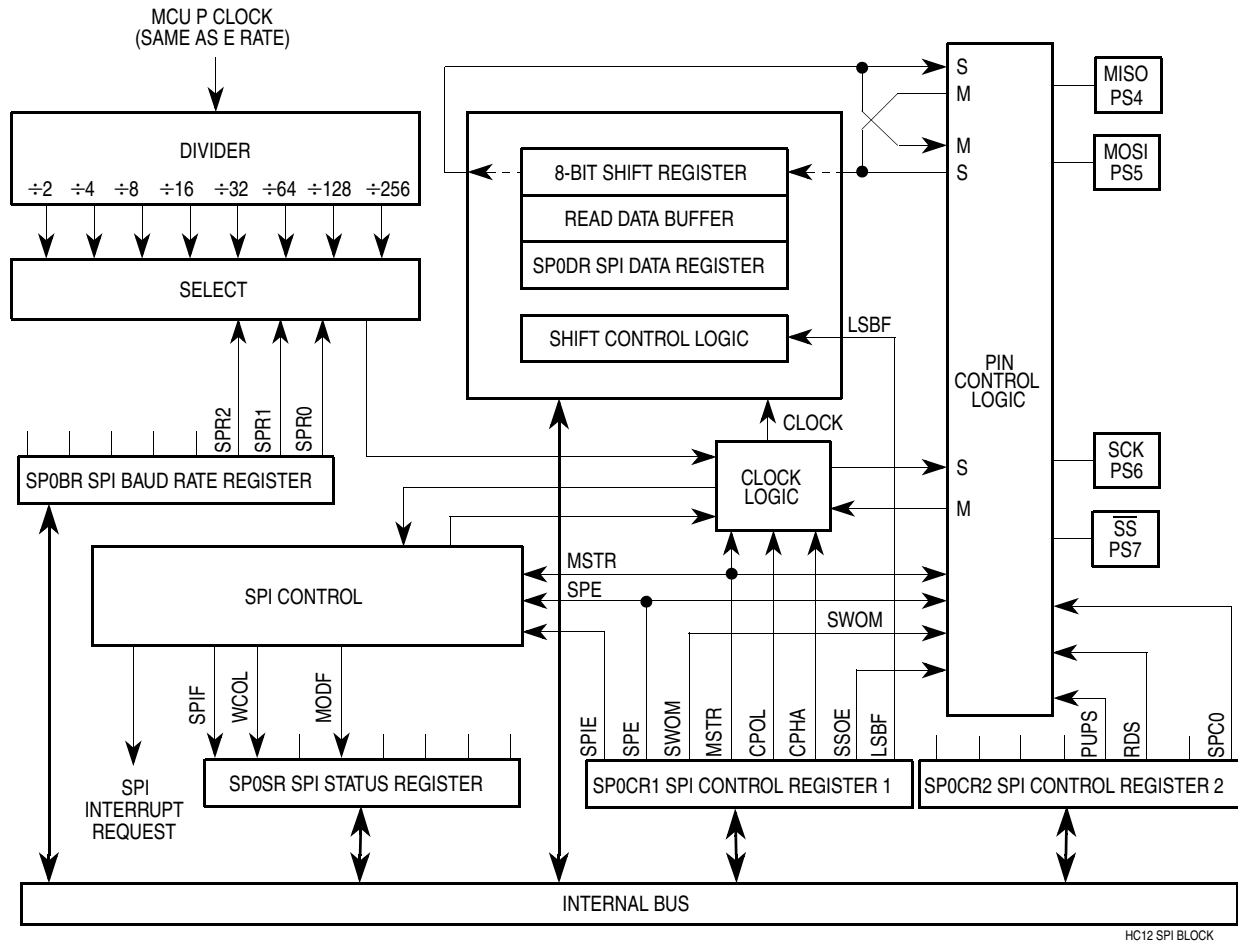 MCU P CLOCK
(SAME AS E RATE)
DIVIDER
÷2 ÷4 ÷8 ÷16 ÷32 ÷64 ÷128 ÷256
SELECT
SPR2
SPR1
SPR0
SP0BR SPI BAUD RATE REGISTER
8-BIT SHIFT REGISTER
READ DATA BUFFER
SP0DR SPI DATA REGISTER
SHIFT CONTROL LOGIC
LSBF
CLOCK
CLOCK
LOGIC
S
M
M
S
PIN
CONTROL
LOGIC
S
M
MISO
PS4
MOSI
PS5
SCK
PS6
SS
PS7
SPI CONTROL
MSTR
SPE
SWOM
SPIF
WCOL
MODF
SPI
INTERRUPT
REQUEST
SP0SR SPI STATUS REGISTER
SPIE
SPE
SWOM
MSTR
CPOL
CPHA
SSOE
LSBF
SP0CR1 SPI CONTROL REGISTER 1
PUPS
RDS
SPC0
SP0CR2 SPI CONTROL REGISTER 2
INTERNAL BUS
HC12 SPI BLOCK